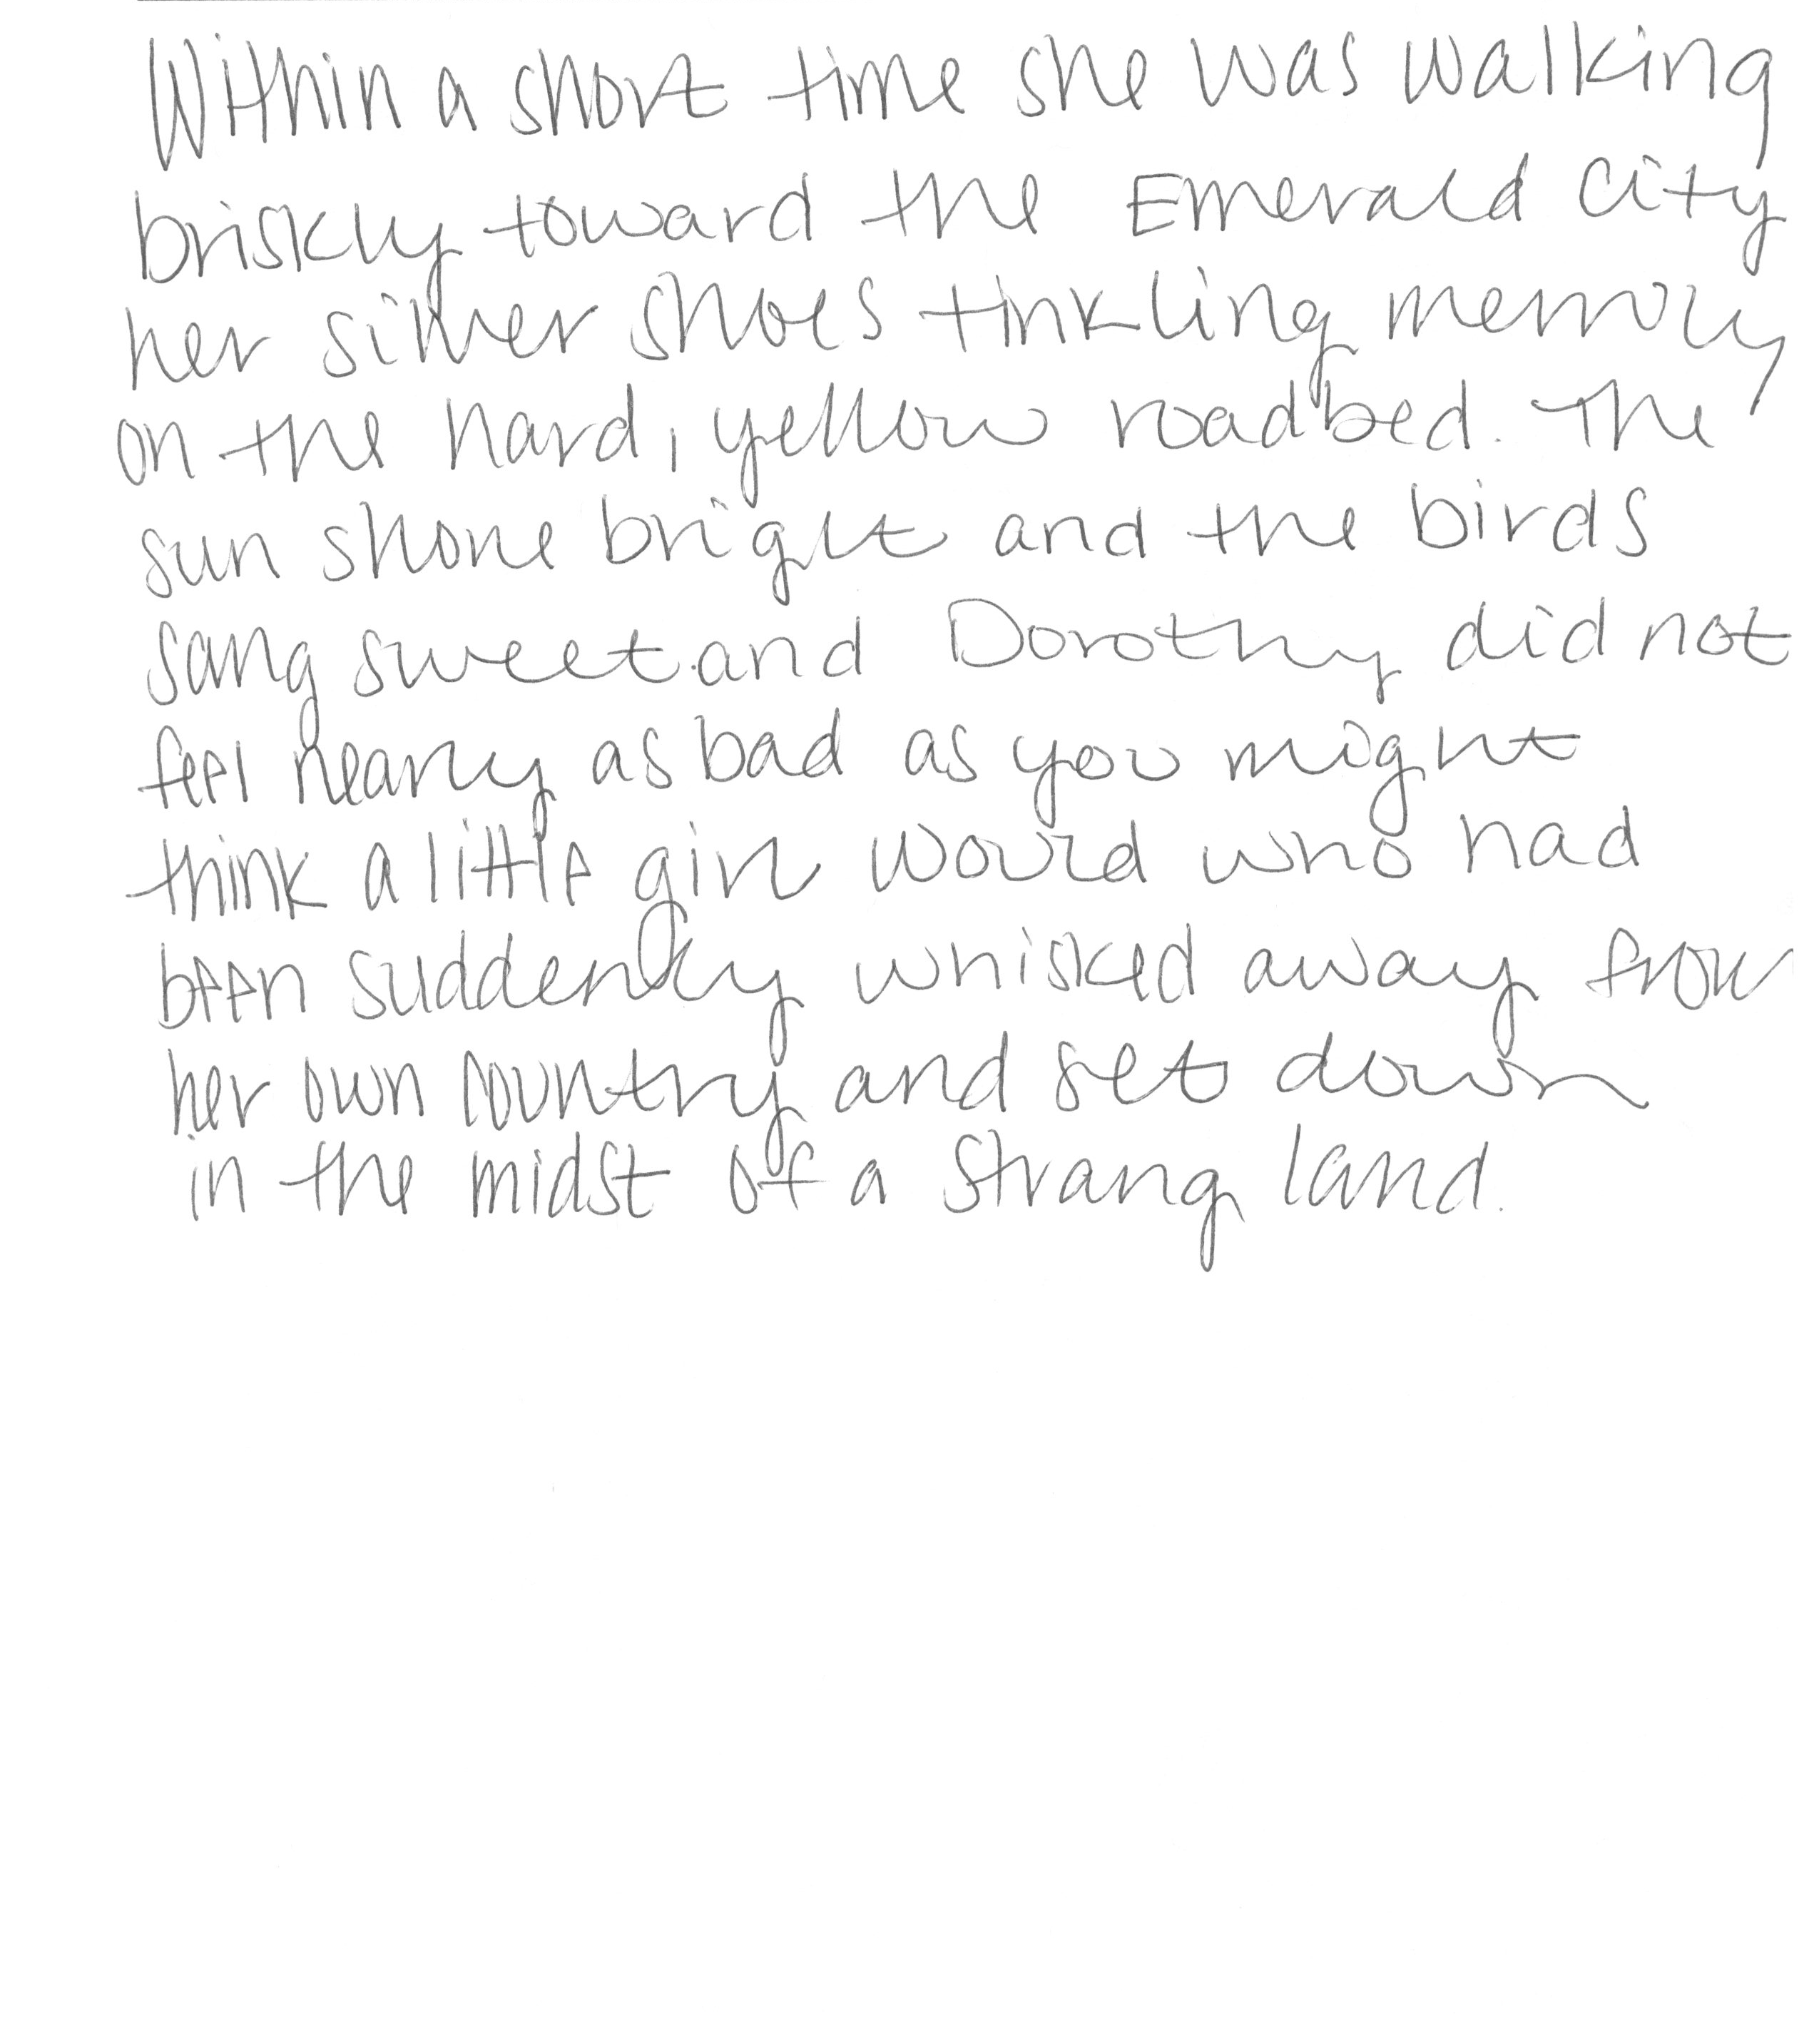 Within a short time she was walking
briskly toward the Emerald City
her silver shoes tinkling merrily
on the hard, yellow roadbed. The
sun shone bright and the birds
sang sweet and Dorothy did not
feel nearly as bad as you might
think a little girl would who had
been suddenly whisked away from
her own country and set down
in the midst of a strang land.